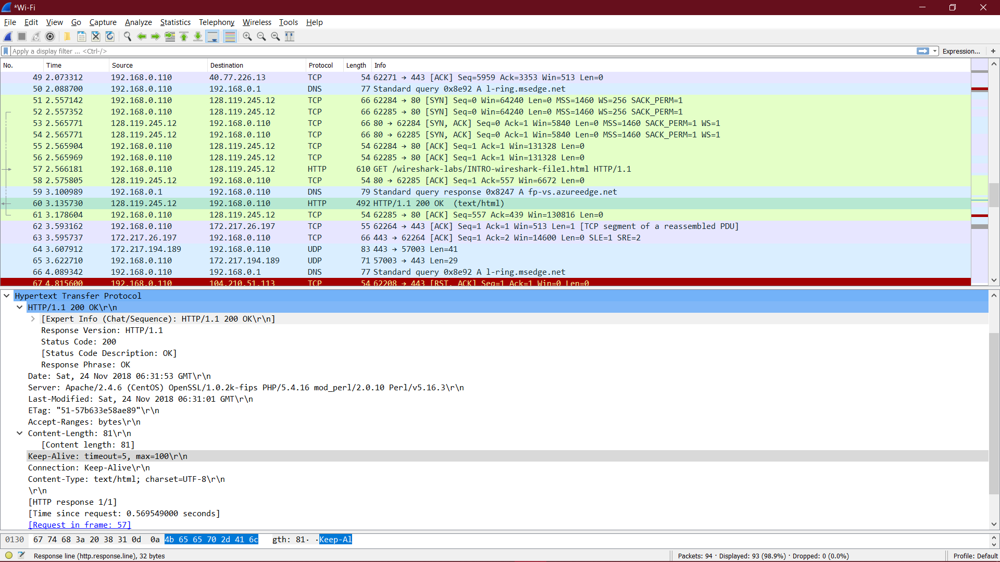 *Wi-Fi
File Edit View Go Capture Analyze Statistics Telephony Wireless Tools Help
Apply a display filter ... <Ctrl-/> Expression... +
No. Time Source Destination Protocol Length Info
49 2.073312 192.168.0.110 40.77.226.13 TCP 54 62271 → 443 [ACK] Seq=5959 Ack=3353 Win=513 Len=0
50 2.088700 192.168.0.110 192.168.0.1 DNS 77 Standard query 0x8e92 A l-ring.msedge.net
51 2.557142 192.168.0.110 128.119.245.12 TCP 66 62284 → 80 [SYN] Seq=0 Win=64240 Len=0 MSS=1460 WS=256 SACK_PERM=1
52 2.557352 192.168.0.110 128.119.245.12 TCP 66 62285 → 80 [SYN] Seq=0 Win=64240 Len=0 MSS=1460 WS=256 SACK_PERM=1
53 2.565771 128.119.245.12 192.168.0.110 TCP 66 80 → 62284 [SYN, ACK] Seq=0 Ack=1 Win=5840 Len=0 MSS=1460 SACK_PERM=1 WS=1
54 2.565771 128.119.245.12 192.168.0.110 TCP 66 80 → 62285 [SYN, ACK] Seq=0 Ack=1 Win=5840 Len=0 MSS=1460 SACK_PERM=1 WS=1
55 2.565904 192.168.0.110 128.119.245.12 TCP 54 62284 → 80 [ACK] Seq=1 Ack=1 Win=131328 Len=0
56 2.565969 192.168.0.110 128.119.245.12 TCP 54 62285 → 80 [ACK] Seq=1 Ack=1 Win=131328 Len=0
57 2.566181 192.168.0.110 128.119.245.12 HTTP 610 GET /wireshark-labs/INTRO-wireshark-file1.html HTTP/1.1
58 2.575805 128.119.245.12 192.168.0.110 TCP 54 80 → 62285 [ACK] Seq=1 Ack=557 Win=6672 Len=0
59 3.100989 192.168.0.1 192.168.0.110 DNS 79 Standard query response 0x8247 A fp-vs.azureedge.net
60 3.135730 128.119.245.12 192.168.0.110 HTTP 492 HTTP/1.1 200 OK (text/html)
61 3.178604 192.168.0.110 128.119.245.12 TCP 54 62285 → 80 [ACK] Seq=557 Ack=439 Win=130816 Len=0
62 3.593162 192.168.0.110 172.217.26.197 TCP 55 62264 → 443 [ACK] Seq=1 Ack=1 Win=513 Len=1 [TCP segment of a reassembled PDU]
63 3.595737 172.217.26.197 192.168.0.110 TCP 66 443 → 62264 [ACK] Seq=1 Ack=2 Win=14600 Len=0 SLE=1 SRE=2
64 3.607912 172.217.194.189 192.168.0.110 UDP 83 443 → 57003 Len=41
65 3.622710 192.168.0.110 172.217.194.189 UDP 71 57003 → 443 Len=29
66 4.089342 192.168.0.110 192.168.0.1 DNS 77 Standard query 0x8e92 A l-ring.msedge.net
67 4.815600 192.168.0.110 104.210.51.113 TCP 54 62208 → 443 [RST, ACK] Seq=1 Ack=1 Win=0 Len=0
Hypertext Transfer Protocol
HTTP/1.1 200 OK\r\n
[Expert Info (Chat/Sequence): HTTP/1.1 200 OK\r\n]
Response Version: HTTP/1.1
Status Code: 200
[Status Code Description: OK]
Response Phrase: OK
Date: Sat, 24 Nov 2018 06:31:53 GMT\r\n
Server: Apache/2.4.6 (CentOS) OpenSSL/1.0.2k-fips PHP/5.4.16 mod_perl/2.0.10 Perl/v5.16.3\r\n
Last-Modified: Sat, 24 Nov 2018 06:31:01 GMT\r\n
ETag: "51-57b633e58ae89"\r\n
Accept-Ranges: bytes\r\n
Content-Length: 81\r\n
[Content length: 81]
Keep-Alive: timeout=5, max=100\r\n
Connection: Keep-Alive\r\n
Content-Type: text/html; charset=UTF-8\r\n
\r\n
[HTTP response 1/1]
[Time since request: 0.569549000 seconds]
[Request in frame: 57]
0130 67 74 68 3a 20 38 31 0d 0a 4b 65 65 70 2d 41 6c gth: 81· ·Keep-Al
Response line (http.response.line), 32 bytes Packets: 94 · Displayed: 93 (98.9%) · Dropped: 0 (0.0%) Profile: Default